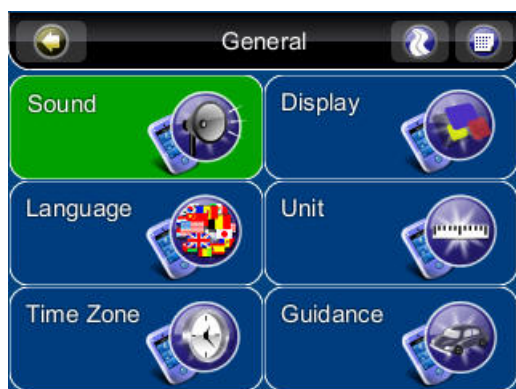 General
Sound
Display
Language
Unit
Time Zone
Guidance